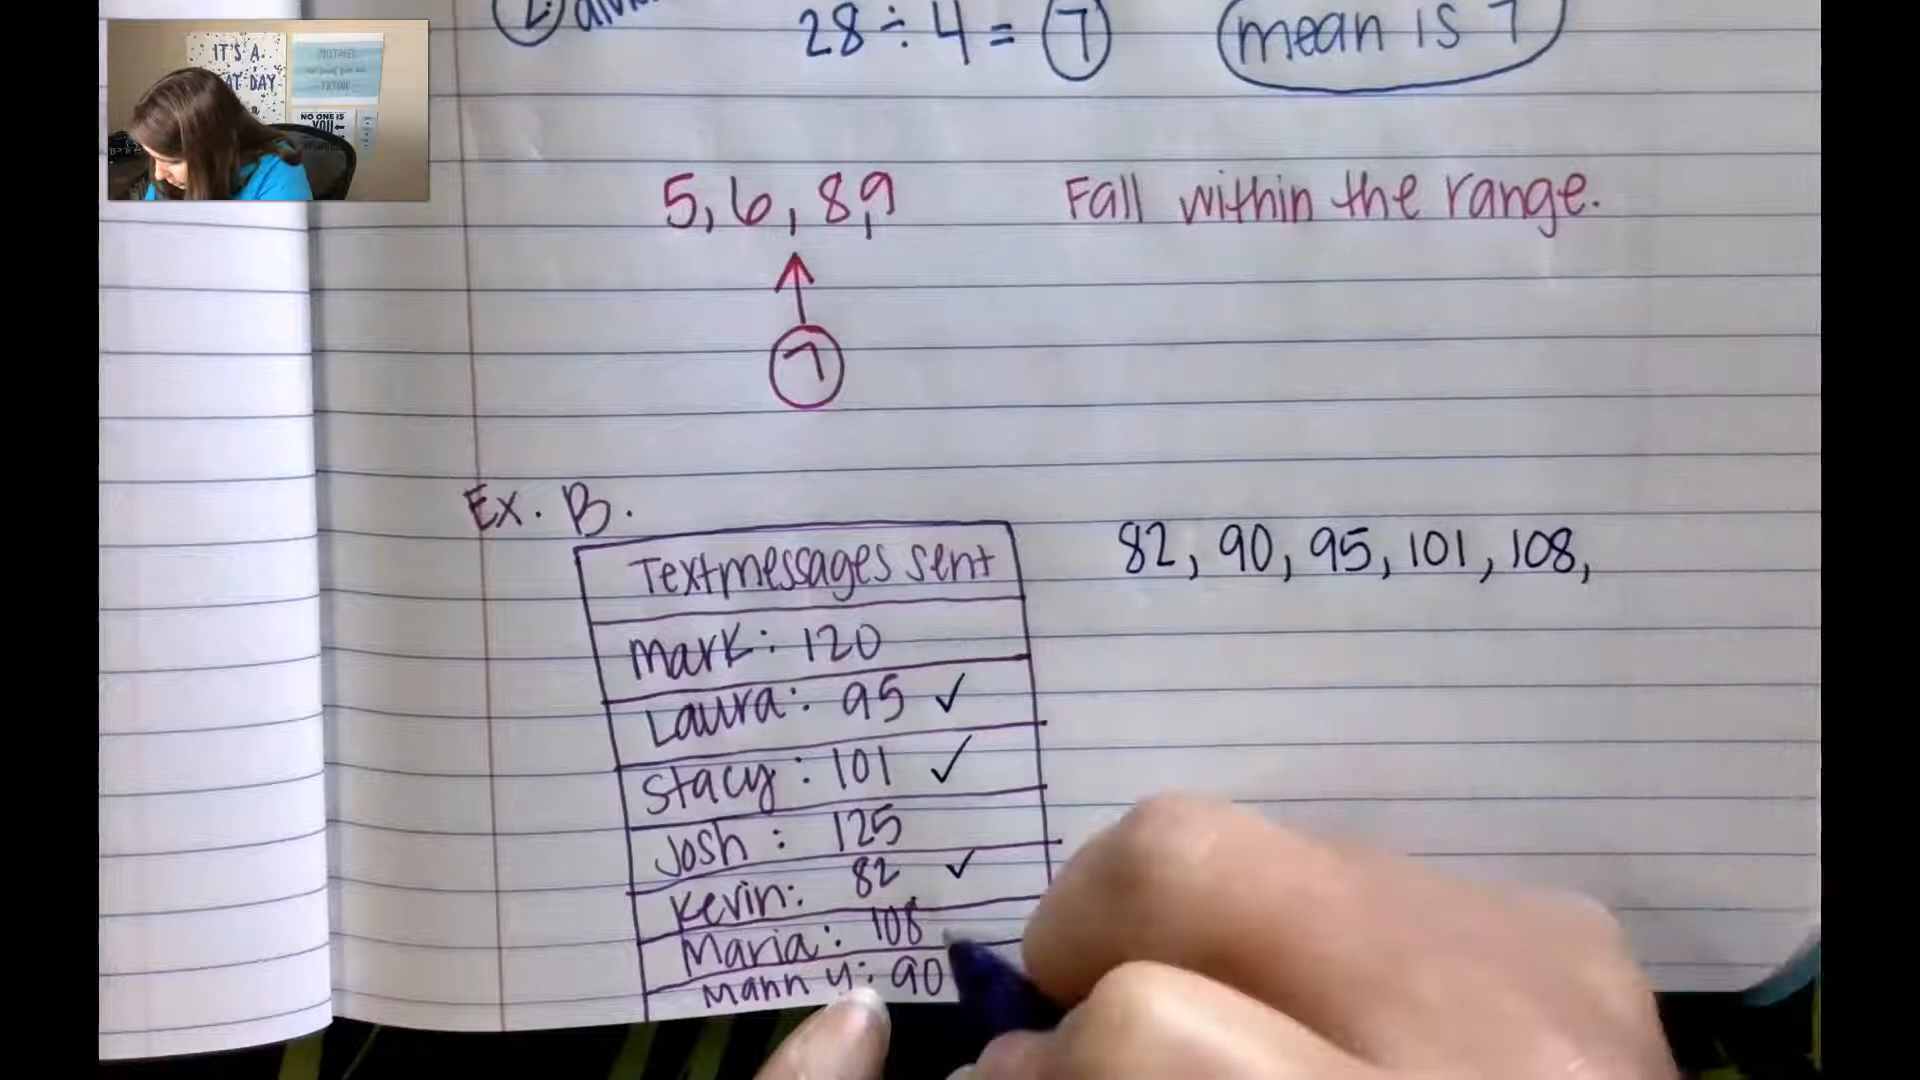 28 ÷ 4 = 7 mean is 7
IT'S A
DAY
NO ONE IS
YOU
5, 6, 8, 9 Fall within the range.
7
Ex. B.
Textmessages sent
82, 90, 95, 101, 108,
Mark: 120
Laura: 95 ✓
Stacy: 101 ✓
Josh: 125
Kevin: 82 ✓
Maria: 108
Manny: 90